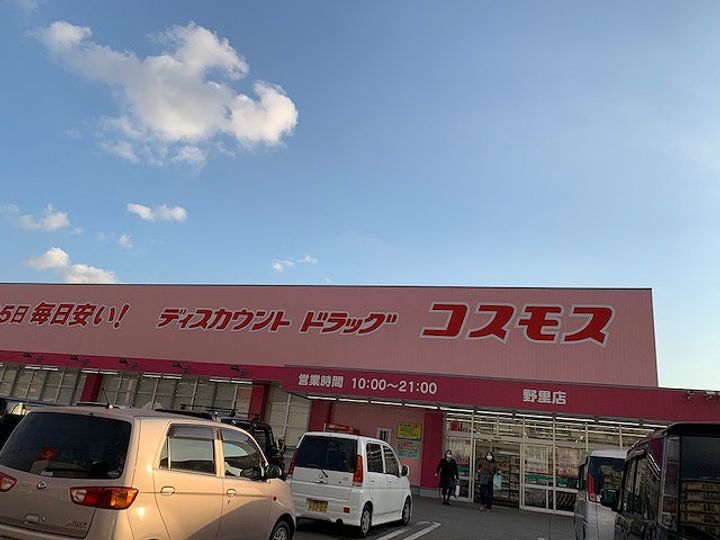 5日 毎日安い! ディスカウント ドラッグ コスモス
営業時間 10:00～21:00 野里店